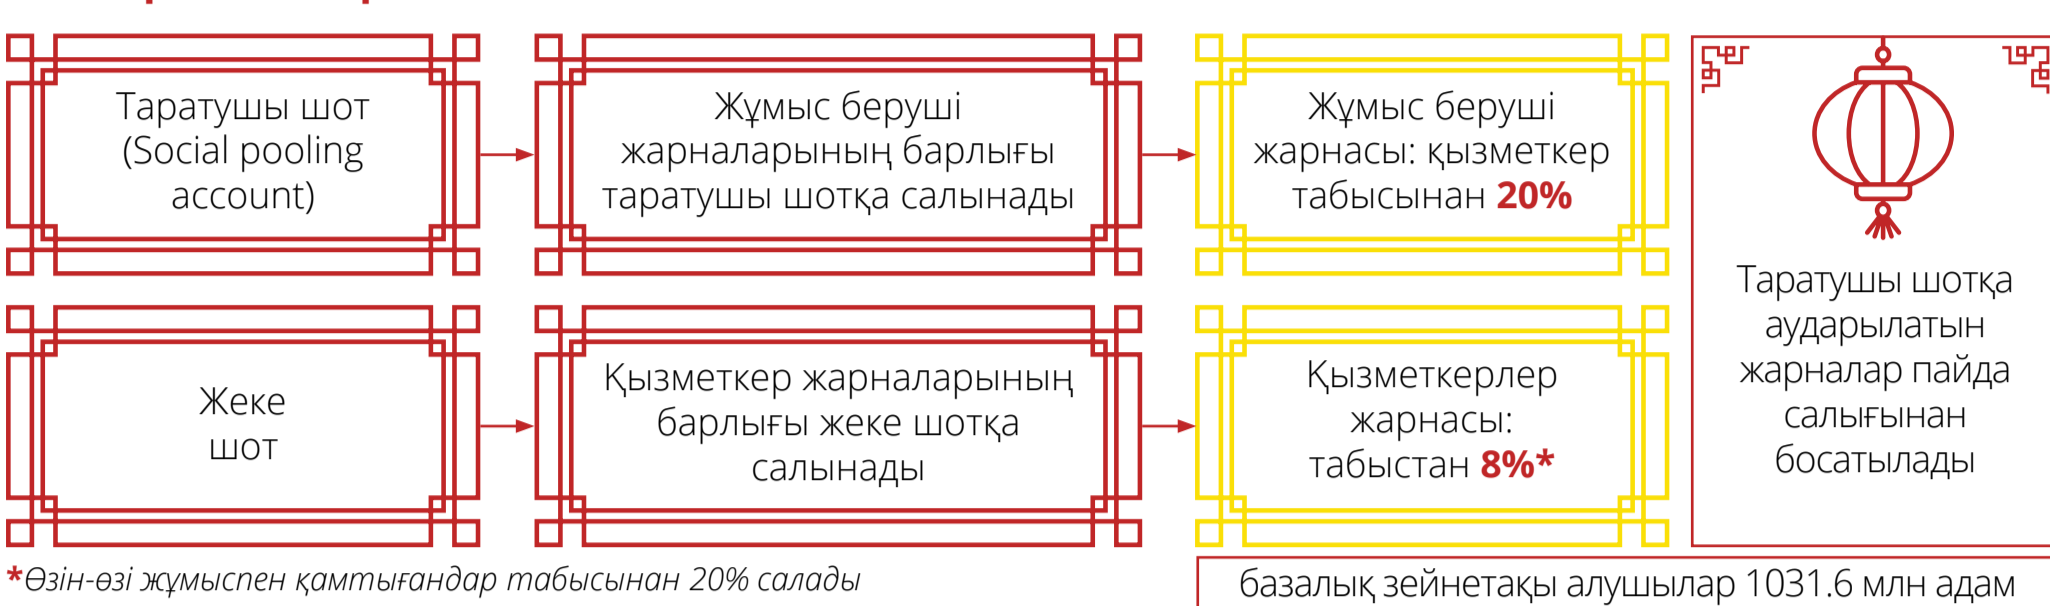 Таратушы шот
(Social pooling
account)
Жұмыс беруші
жарналарының барлығы
таратушы шотқа салынады
Жұмыс беруші
жарнасы: қызметкер
табысынан 20%
Жеке
шот
Қызметкер жарналарының
барлығы жеке шотқа
салынады
Қызметкерлер
жарнасы:
табыстан 8%*
Таратушы шотқа
аударылатын
жарналар пайда
салығынан
босатылады
*Өзін-өзі жұмыспен қамтығандар табысынан 20% салады
базалық зейнетақы алушылар 1031.6 млн адам